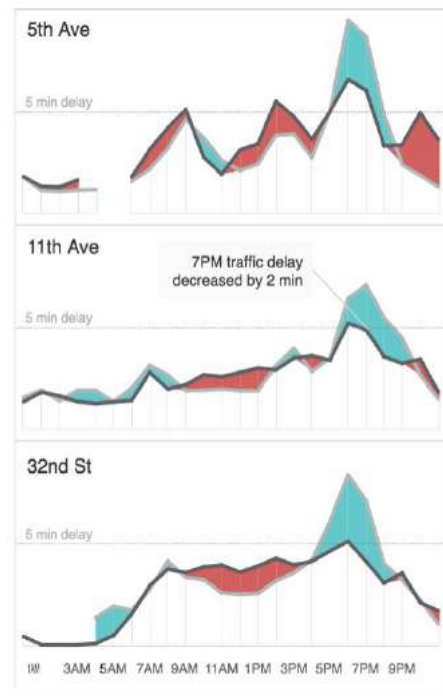 5th Ave
5 min delay
11th Ave
7PM traffic delay
decreased by 2 min
5 min delay
32nd St
5 min delay
3AM 5AM 7AM 9AM 11AM 1PM 3PM 5PM 7PM 9PM